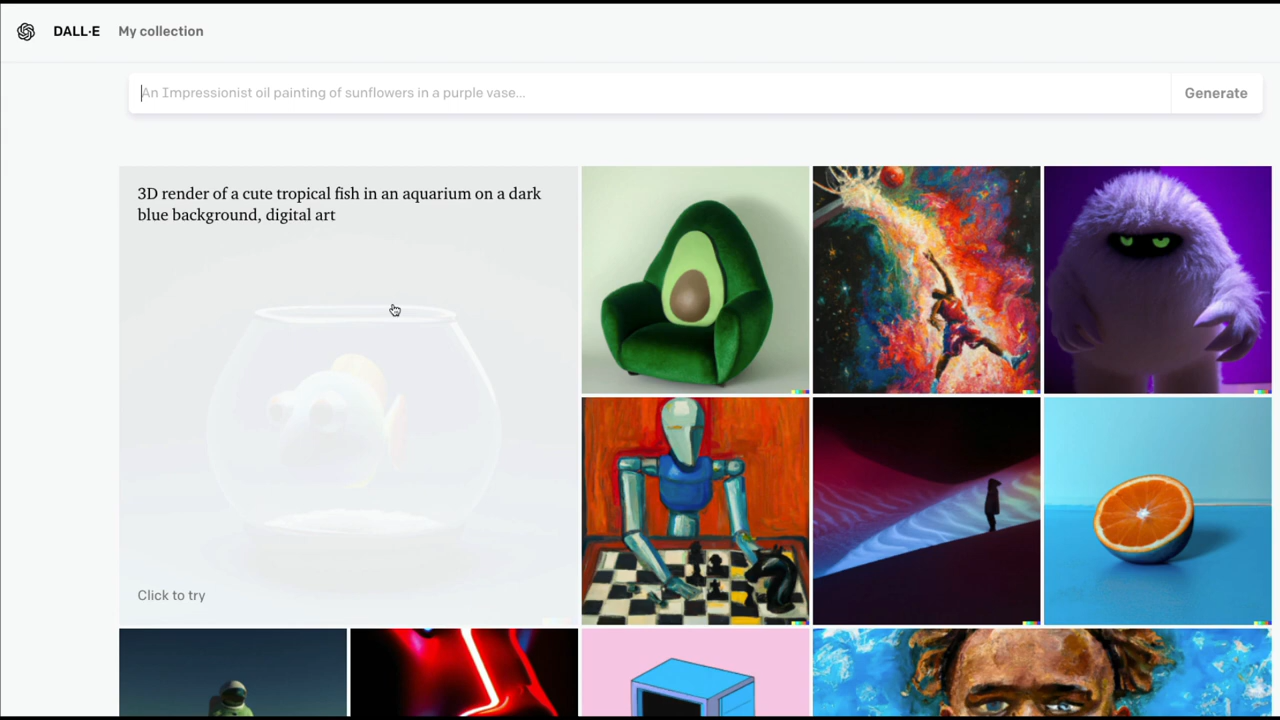 DALL·E My collection
An Impressionist oil painting of sunflowers in a purple vase...
Generate
3D render of a cute tropical fish in an aquarium on a dark
blue background, digital art
Click to try